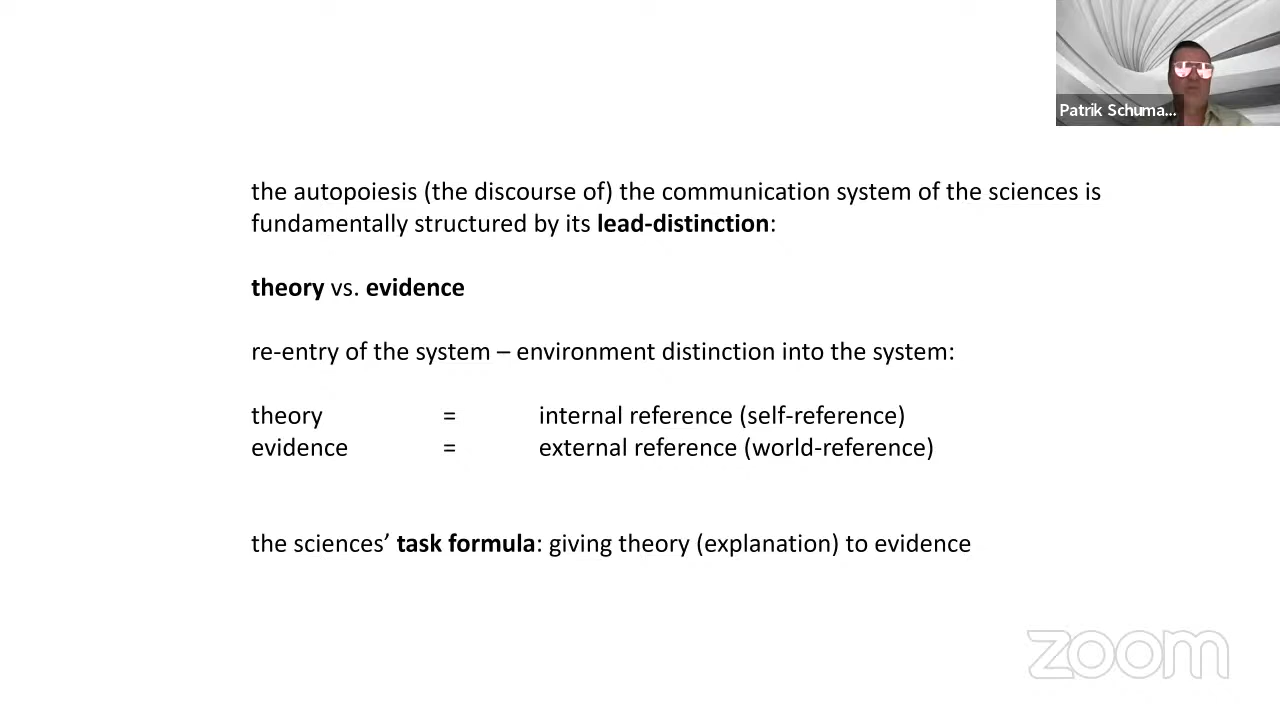 Patrik Schuma...
the autopoiesis (the discourse of) the communication system of the sciences is
fundamentally structured by its lead-distinction:
theory vs. evidence
re-entry of the system – environment distinction into the system:
theory = internal reference (self-reference)
evidence = external reference (world-reference)
the sciences’ task formula: giving theory (explanation) to evidence
zoom